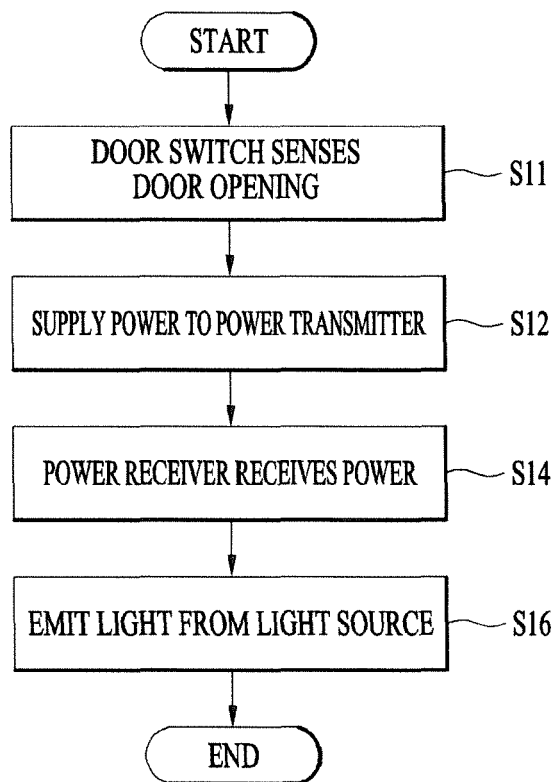 START
DOOR SWITCH SENSES
DOOR OPENING
S11
SUPPLY POWER TO POWER TRANSMITTER
S12
POWER RECEIVER RECEIVES POWER
S14
EMIT LIGHT FROM LIGHT SOURCE
S16
END